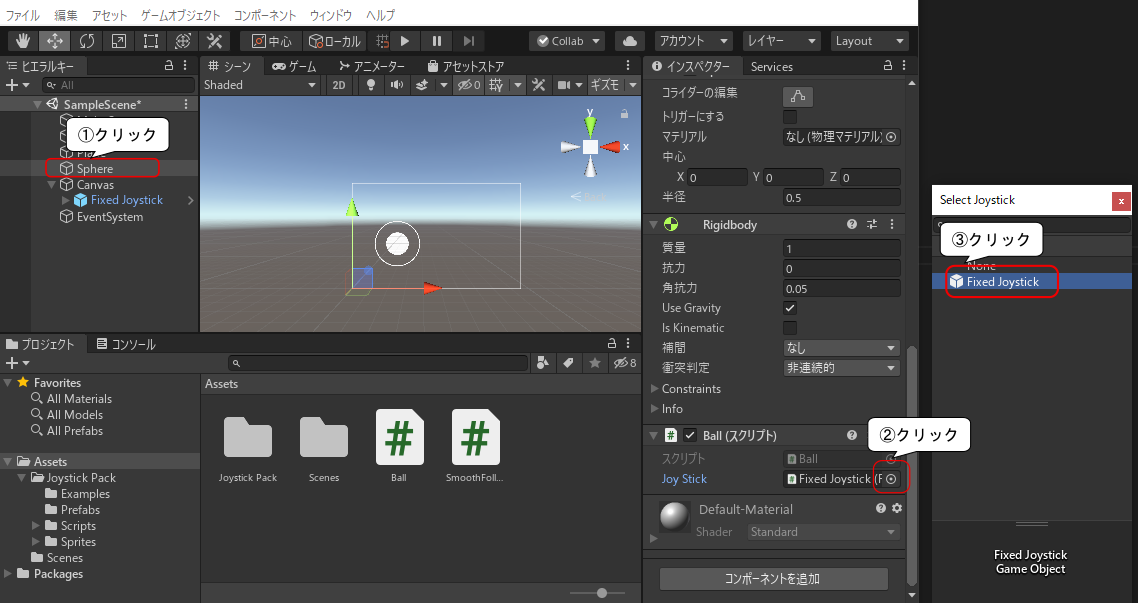 ファイル 編集 アセット ゲームオブジェクト コンポーネント ウィンドウ ヘルプ
中心 ローカル Collab アカウント レイヤー Layout
ヒエラルキー
All
SampleScene*
①クリック
Sphere
Canvas
Fixed Joystick
EventSystem
シーン ゲーム アニメーター アセットストア
Shaded 2D 0 ギズモ
y
x
インスペクター Services
コライダーの編集
トリガーにする
マテリアル なし (物理マテリアル)
中心
X 0 Y 0 Z 0
半径 0.5
Rigidbody
質量 1
抗力 0
角抗力 0.05
Use Gravity
Is Kinematic
補間 なし
衝突判定 非連続的
Constraints
Info
Ball (スクリプト)
②クリック
スクリプト Ball
Joy Stick Fixed Joystick (F
Default-Material
Shader Standard
コンポーネントを追加
プロジェクト コンソール
8
Favorites
All Materials
All Models
All Prefabs
Assets
Joystick Pack
Examples
Prefabs
Scripts
Sprites
Scenes
Packages
Assets
Joystick Pack Scenes Ball SmoothFoll...
Select Joystick x
③クリック
None
Fixed Joystick
Fixed Joystick
Game Object